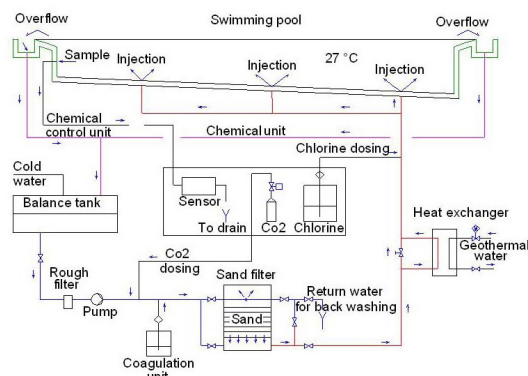 Swimming pool
Overflow
Overflow
Sample
Injection
Injection
27 °C
Injection
Chemical
control unit
Chemical unit
Chlorine dosing
Cold
water
Balance tank
Sensor
To drain
Co2
Chlorine
Heat exchanger
Geothermal
water
Co2
dosing
Rough
filter
Pump
Sand filter
Sand
Return water
for back washing
Coagulation
unit